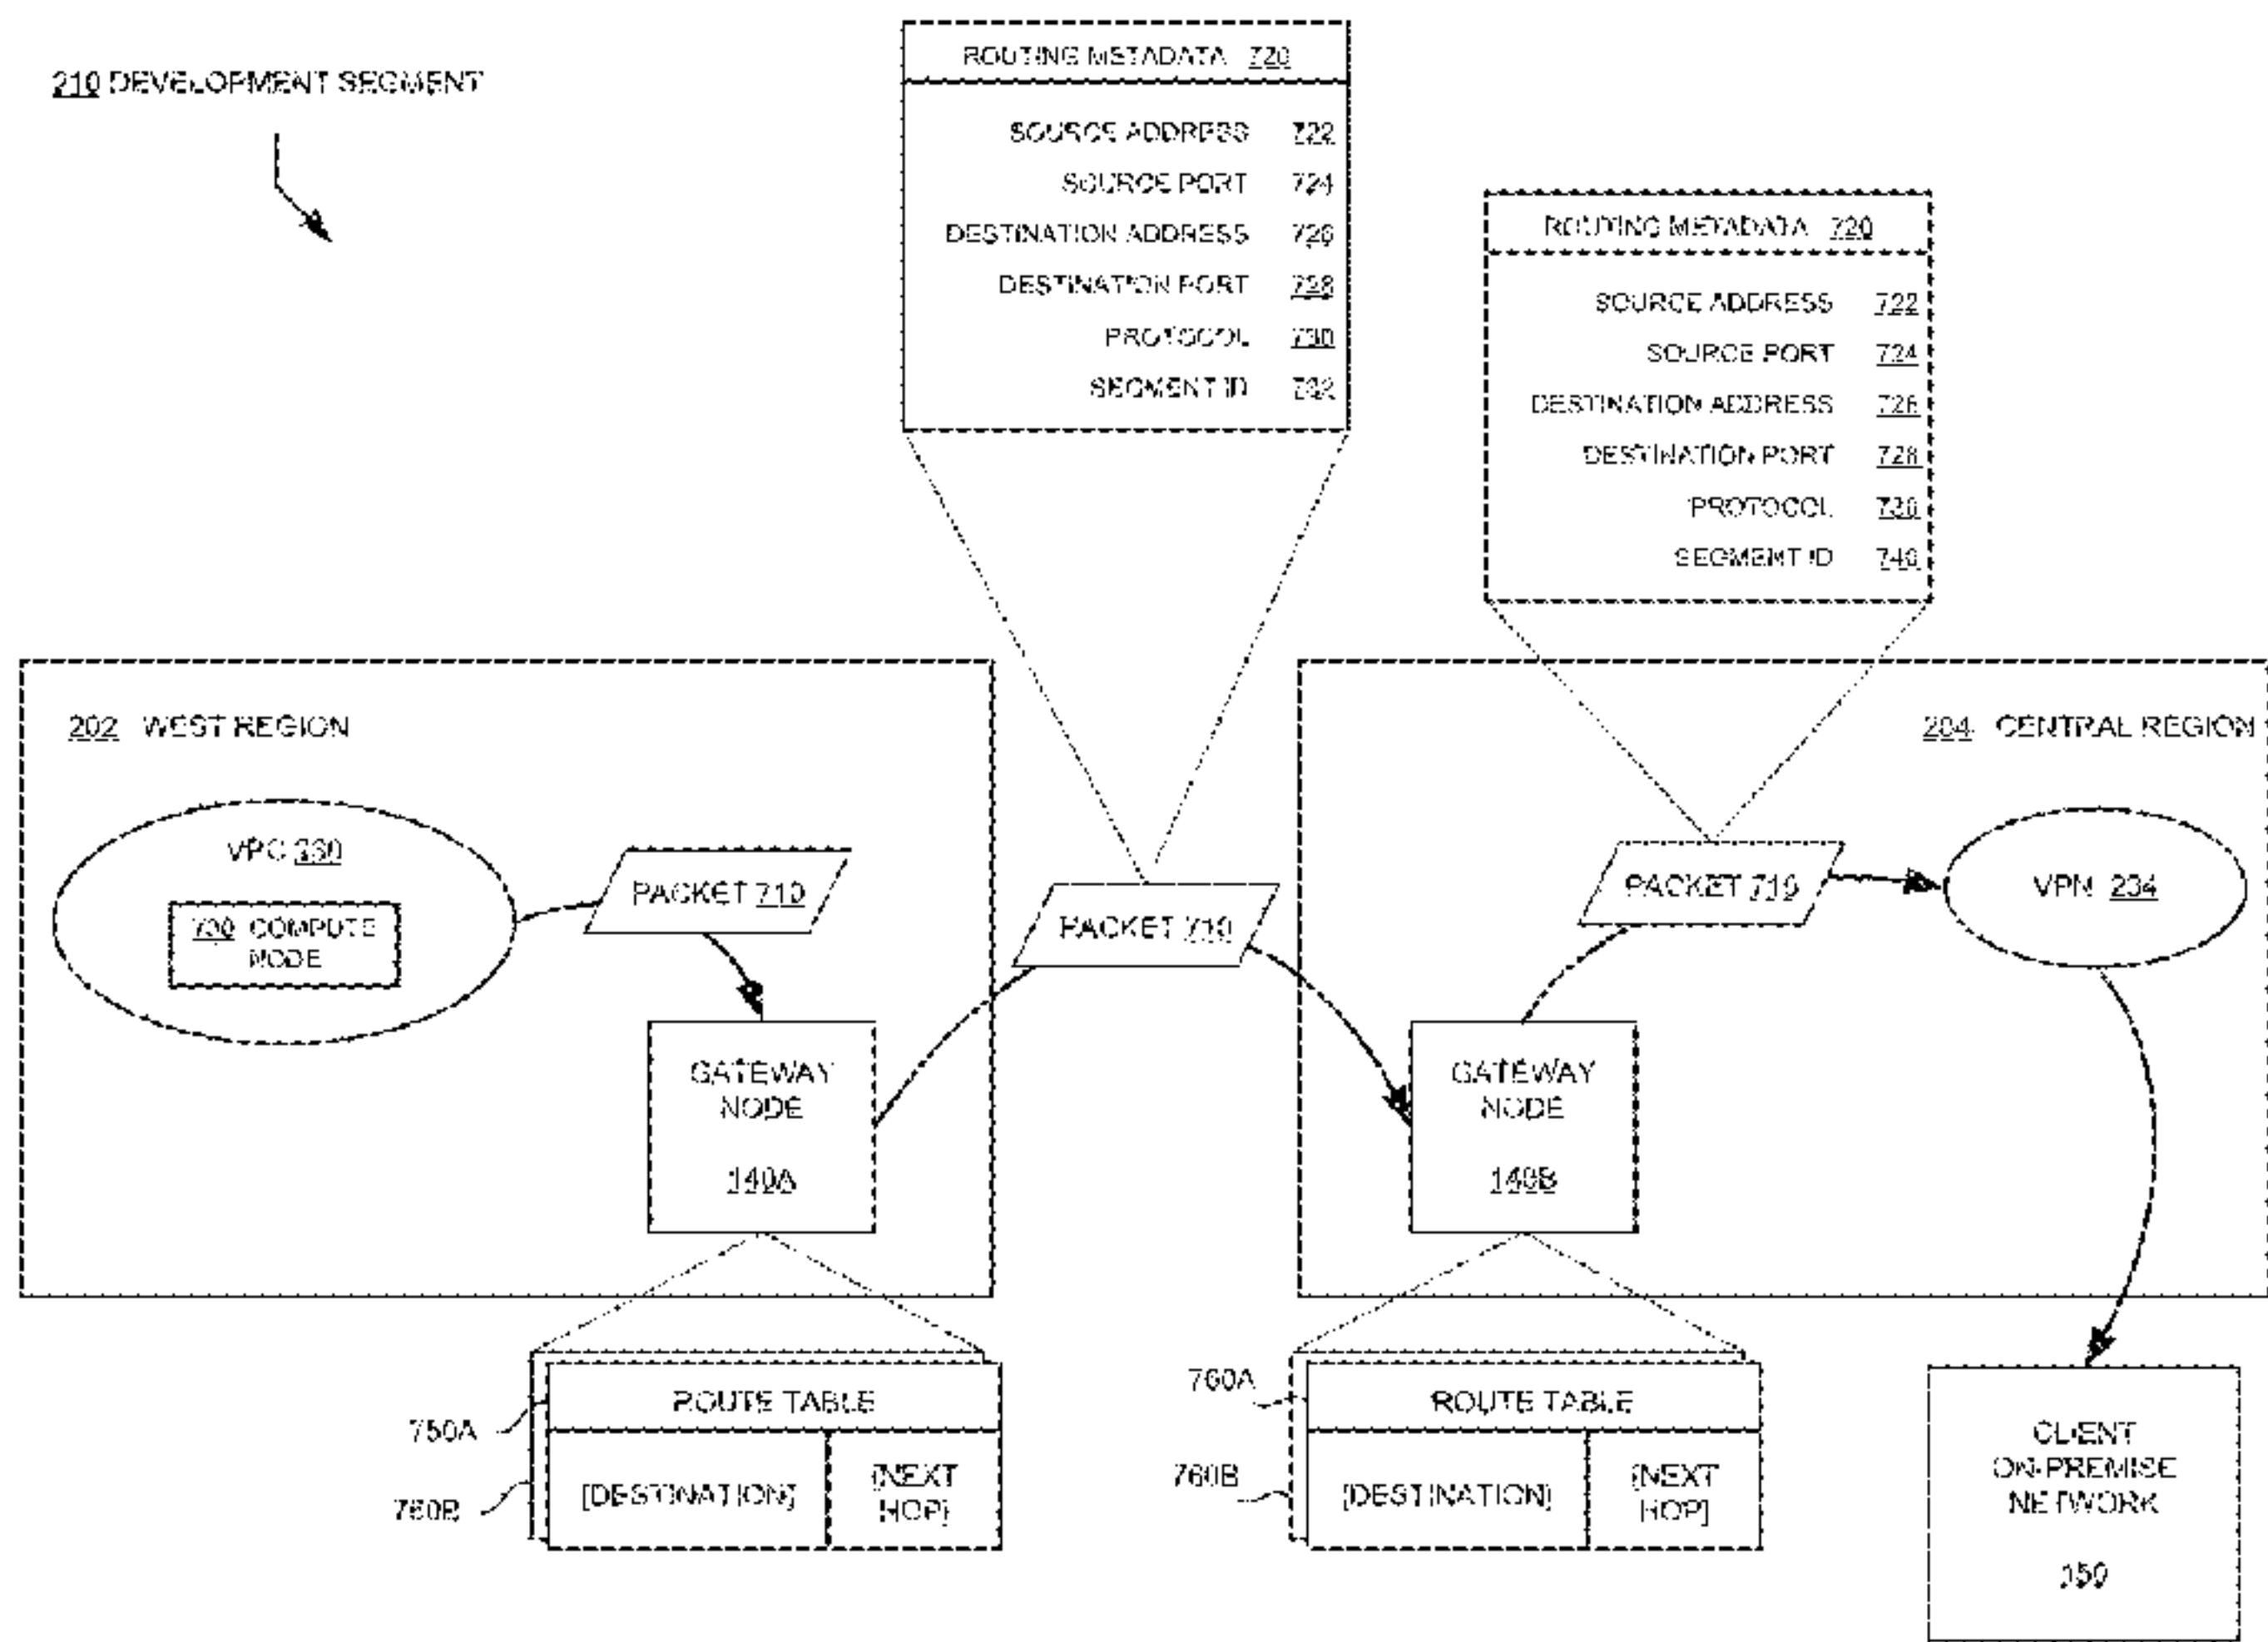 210 DEVELOPMENT SEGMENT
ROUTING METADATA 720
SOURCE ADDRESS 722
SOURCE PORT 724
DESTINATION ADDRESS 726
DESTINATION PORT 728
PROTOCOL 730
SEGMENT ID
ROUTING METADATA 720
SOURCE ADDRESS 722
SOURCE PORT 724
DESTINATION ADDRESS 726
DESTINATION PORT 728
PROTOCOL
SEGMENT ID 740
202 WEST REGION
VPC
730 COMPUTE
NODE
PACKET 710
GATEWAY
NODE
140A
PACKET 710
204 CENTRAL REGION
PACKET 710
VPN 234
GATEWAY
NODE
140B
750A
ROUTE TABLE
[DESTINATION]
[NEXT
HOP]
760A
760B
ROUTE TABLE
[DESTINATION]
[NEXT
HOP]
CLIENT
ON-PREMISE
NETWORK
150